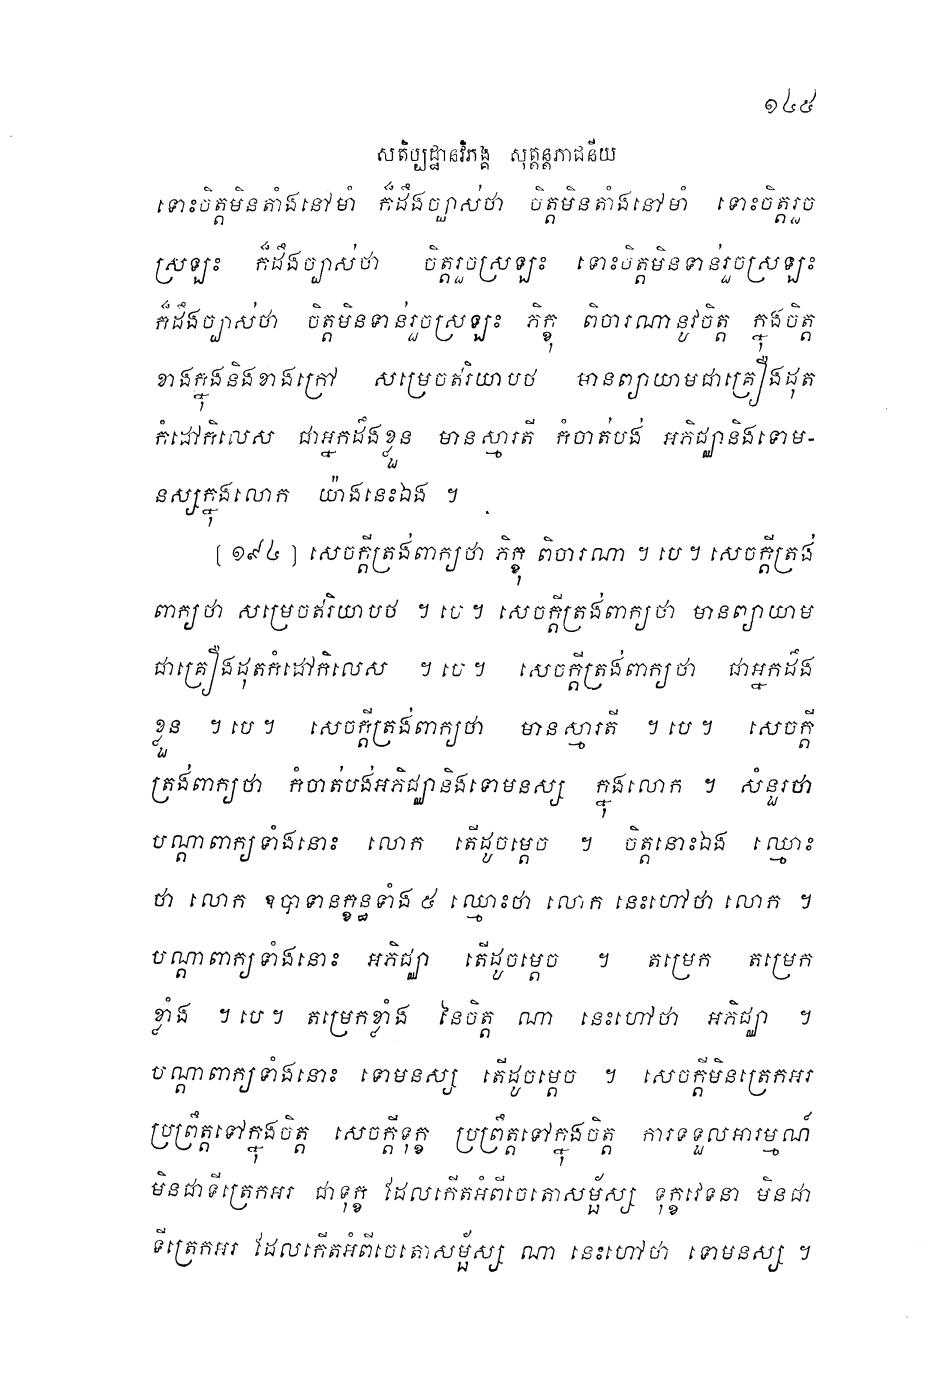 ១៤៥
សតិប្បដ្ឋានវិភង្គ សុត្តន្តភាជនីយ
ទោះចិត្តមិនតាំងនៅមាំ ក៏ដឹងច្បាស់ថា ចិត្តមិនតាំងនៅមាំ ទោះចិត្តរួច
ស្រឡះ ក៏ដឹងច្បាស់ថា ចិត្តរួចស្រឡះ ទោះចិត្តមិនទាន់រួចស្រឡះ
ក៏ដឹងច្បាស់ថា ចិត្តមិនទាន់រួចស្រឡះ ភិក្ខុ ពិចារណានូវចិត្ត ក្នុងចិត្ត
ខាងក្នុងនិងខាងក្រៅ សម្រេចឥរិយាបថ មានព្យាយាមជាគ្រឿងដុត
កំដៅកិលេស ជាអ្នកដឹងខ្លួន មានស្មារតី កំចាត់បង់ អភិជ្ឈានិងទោម-
នស្សក្នុងលោក យ៉ាងនេះឯង ។
[ ១៩៤ ] សេចក្តីត្រង់ពាក្យថា ភិក្ខុ ពិចារណា ។ បេ ។ សេចក្តីត្រង់
ពាក្យថា សម្រេចឥរិយាបថ ។ បេ ។ សេចក្តីត្រង់ពាក្យថា មានព្យាយាម
ជាគ្រឿងដុតកំដៅកិលេស ។ បេ ។ សេចក្តីត្រង់ពាក្យថា ជាអ្នកដឹង
ខ្លួន ។ បេ ។ សេចក្តីត្រង់ពាក្យថា មានស្មារតី ។ បេ ។ សេចក្តី
ត្រង់ពាក្យថា កំចាត់បង់អភិជ្ឈានិងទោមនស្ស ក្នុងលោក ។ សំនួរថា
បណ្តាពាក្យទាំងនោះ លោក តើដូចម្តេច ។ ចិត្តនោះឯង ឈ្មោះ
ថា លោក ឧបាទានក្ខន្ធទាំង ៥ ឈ្មោះថា លោក នេះហៅថា លោក ។
បណ្តាពាក្យទាំងនោះ អភិជ្ឈា តើដូចម្តេច ។ តម្រេក តម្រេក
ខ្លាំង ។ បេ ។ តម្រេកខ្លាំង នៃចិត្ត ណា នេះហៅថា អភិជ្ឈា ។
បណ្តាពាក្យទាំងនោះ ទោមនស្ស តើដូចម្តេច ។ សេចក្តីមិនត្រេកអរ
ប្រព្រឹត្តទៅក្នុងចិត្ត សេចក្តីទុក្ខ ប្រព្រឹត្តទៅក្នុងចិត្ត ការទទួលអារម្មណ៍
មិនជាទីត្រេកអរ ជាទុក្ខ ដែលកើតអំពីចេតោសម្ផ័ស្ស ទុក្ខវេទនា មិនជា
ទីត្រេកអរ ដែលកើតអំពីចេតោសម្ផ័ស្ស ណា នេះហៅថា ទោមនស្ស ។